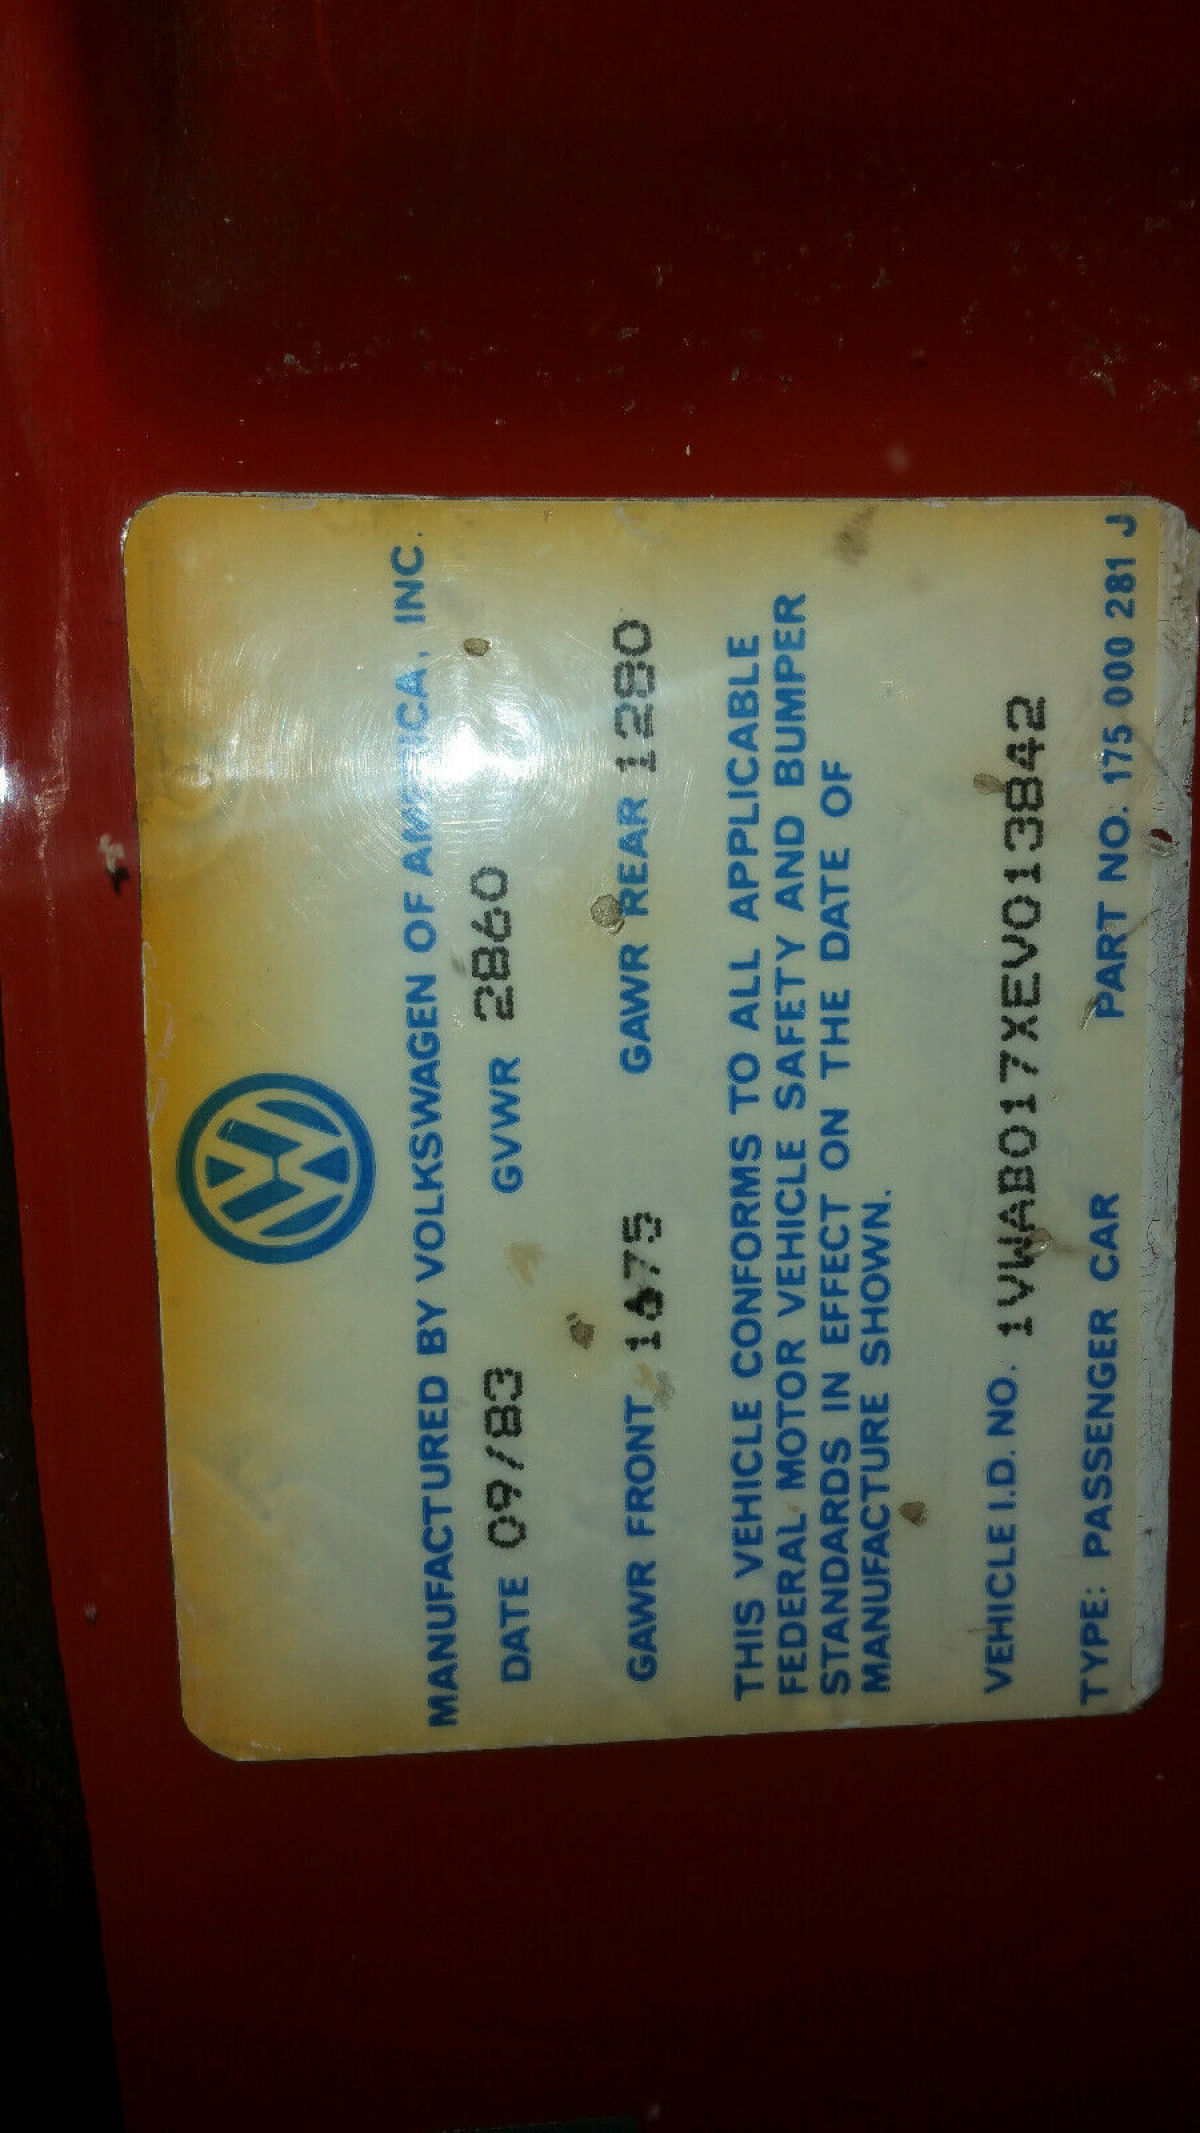 MANUFACTURED BY VOLKSWAGEN OF AMERICA, INC.
DATE 09/83 GVWR 2860
GAWR FRONT 1675 GAWR REAR 1280
THIS VEHICLE CONFORMS TO ALL APPLICABLE
FEDERAL MOTOR VEHICLE SAFETY AND BUMPER
STANDARDS IN EFFECT ON THE DATE OF
MANUFACTURE SHOWN.
VEHICLE I.D. NO. 1VWAB017XEV013842
TYPE: PASSENGER CAR PART NO. 175 000 281 J